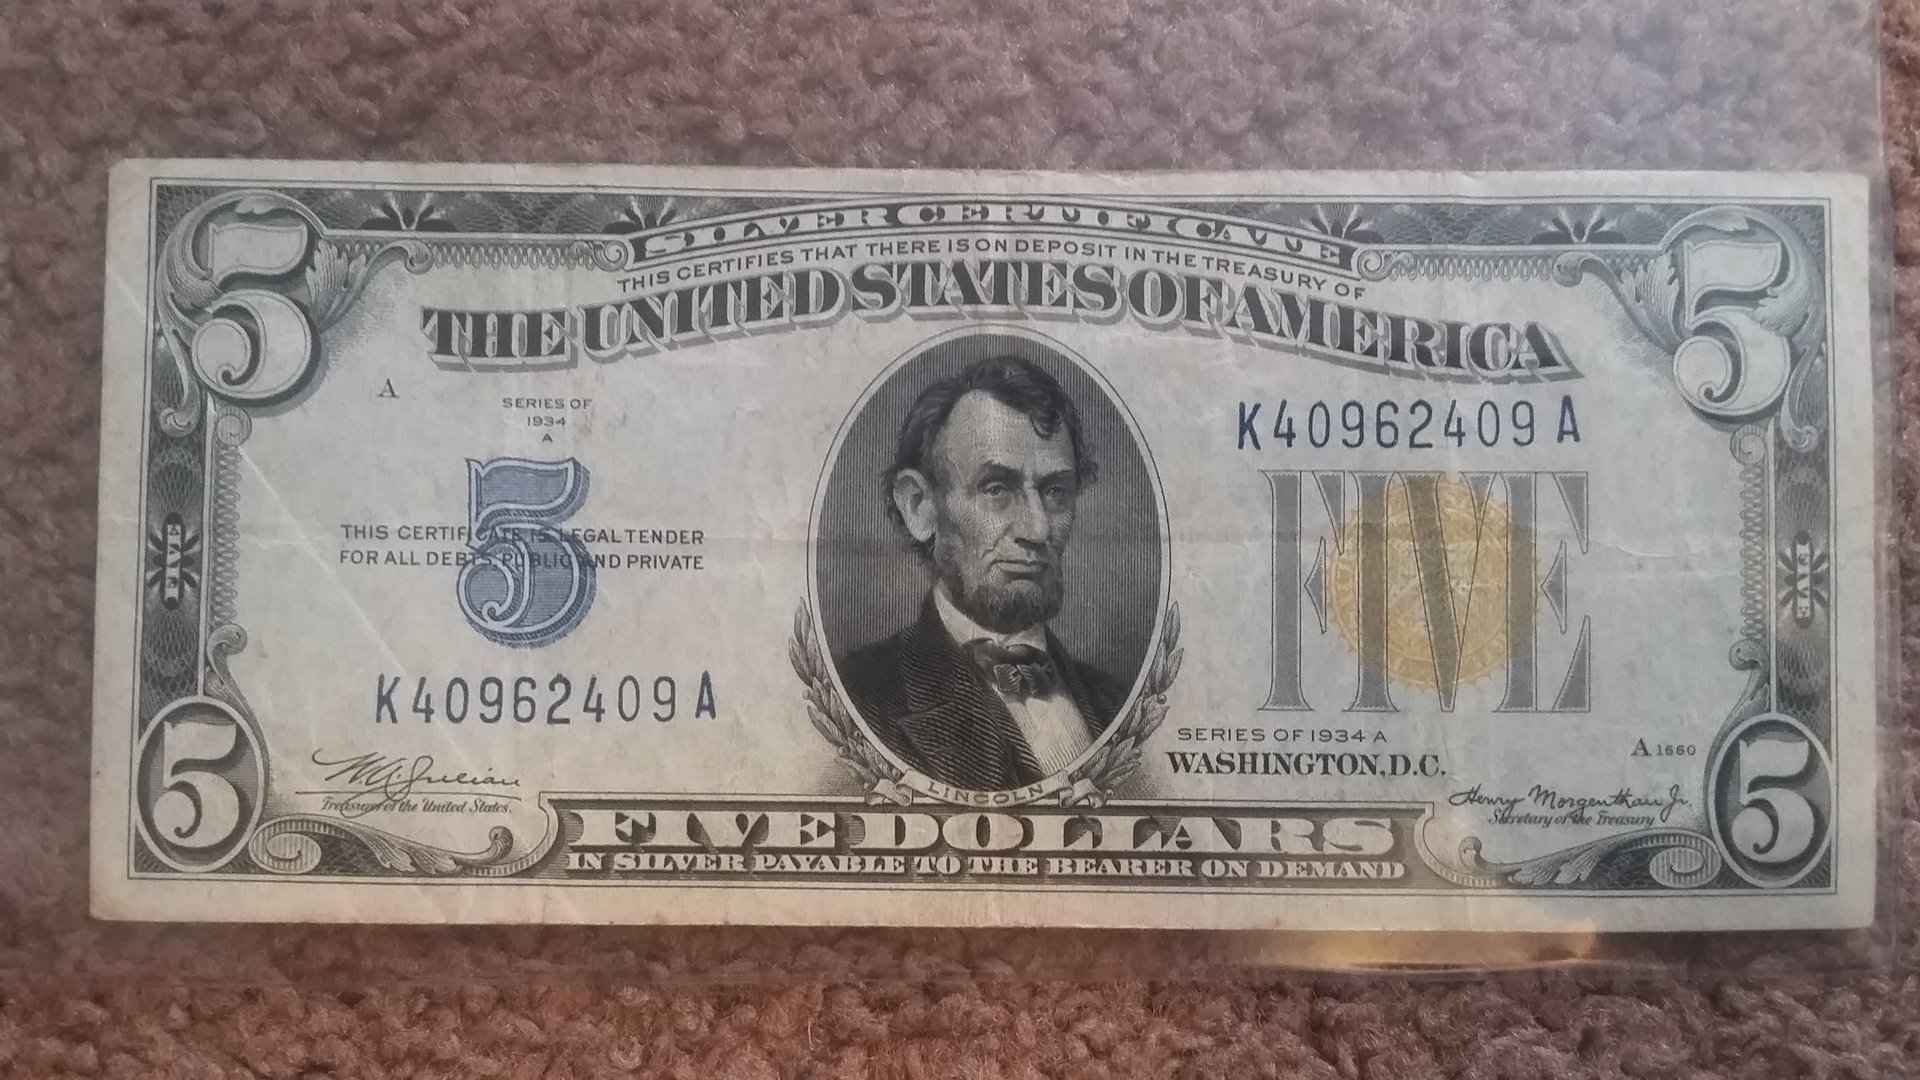 SILVER CERTIFICATE
THIS CERTIFIES THAT THERE IS ON DEPOSIT IN THE TREASURY OF
THE UNITED STATES OF AMERICA
5
5
A
SERIES OF
1934
A
K40962409A
5
FIVE
THIS CERTIFICATE IS LEGAL TENDER
FOR ALL DEBTS, PUBLIC AND PRIVATE
FIVE
FIVE
K40962409A
SERIES OF 1934 A
WASHINGTON, D.C.
A 1660
W.A. Julian
Treasurer of the United States.
LINCOLN
Henry Morgenthau Jr.
Secretary of the Treasury
5
5
FIVE DOLLARS
IN SILVER PAYABLE TO THE BEARER ON DEMAND